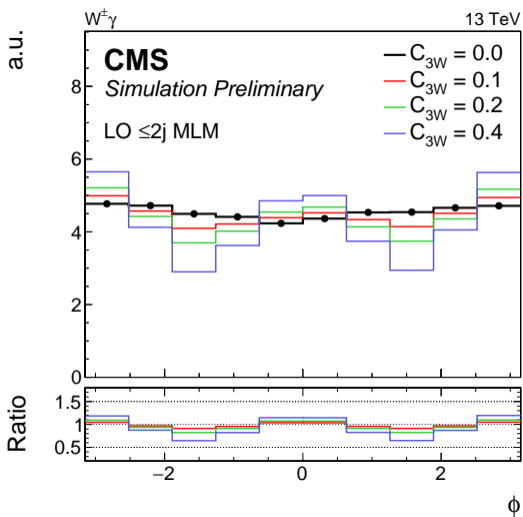 W±γ 13 TeV
a.u.
CMS
Simulation Preliminary
LO ≤2j MLM
C3W = 0.0
C3W = 0.1
C3W = 0.2
C3W = 0.4
8
6
4
2
0
Ratio
1.5
1
0.5
−2 0 2
ϕ